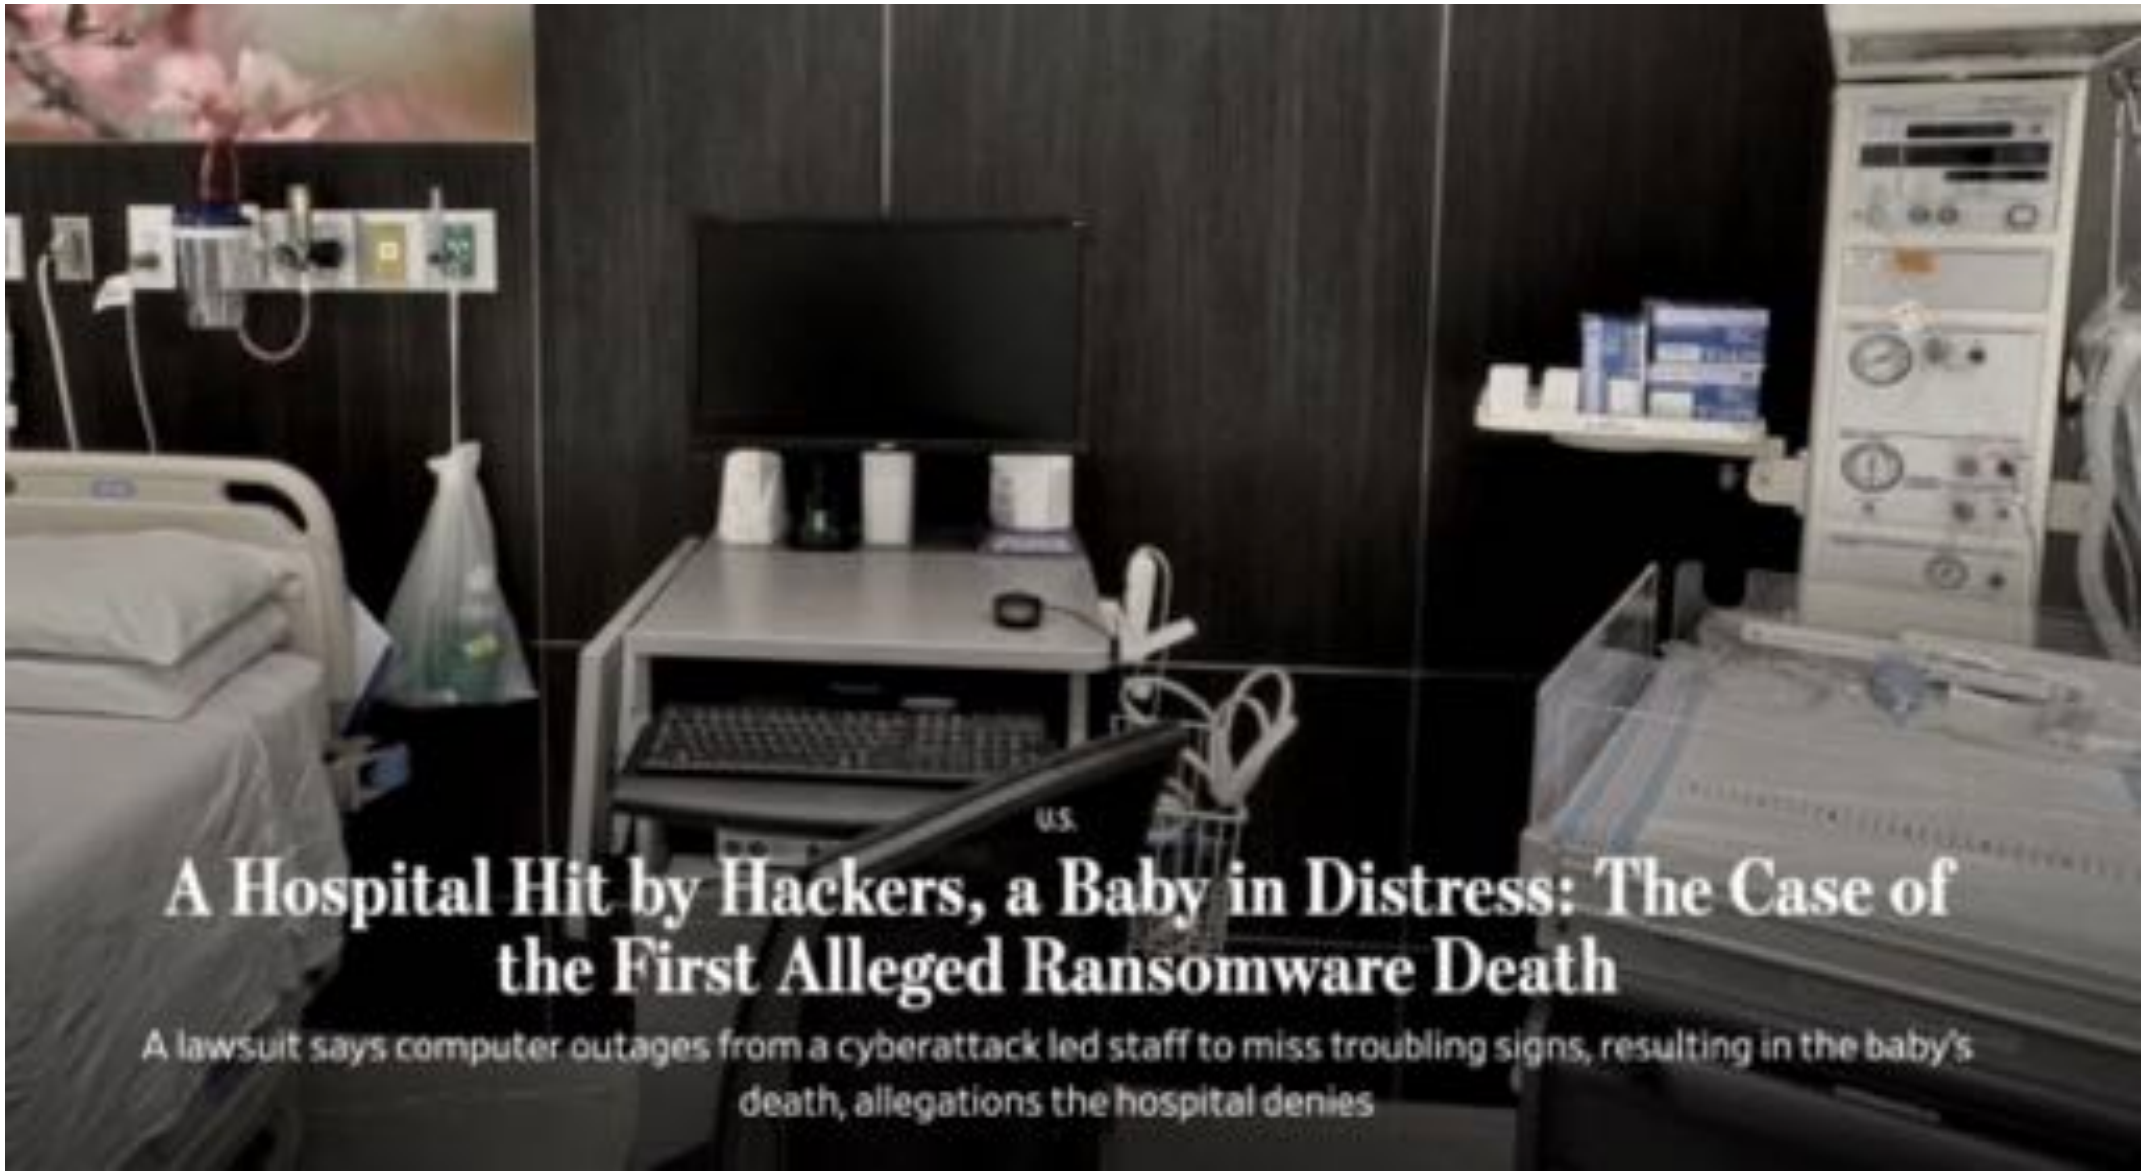 U.S.
A Hospital Hit by Hackers, a Baby in Distress: The Case of
the First Alleged Ransomware Death
A lawsuit says computer outages from a cyberattack led staff to miss troubling signs, resulting in the baby's
death, allegations the hospital denies